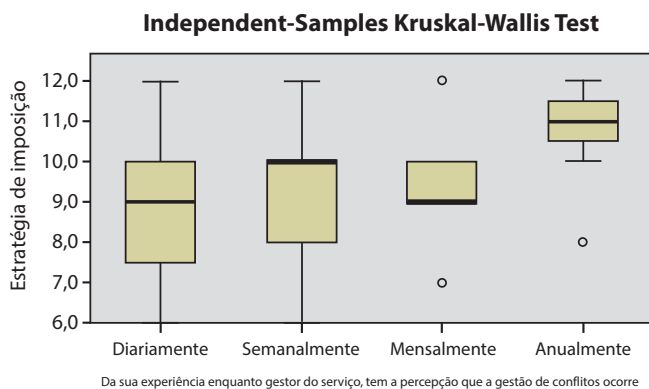 Independent-Samples Kruskal-Wallis Test
Estratégia de imposição
12,0
11,0
10,0
9,0
8,0
7,0
6,0
Diariamente Semanalmente Mensalmente Anualmente
Da sua experiência enquanto gestor do serviço, tem a percepção que a gestão de conflitos ocorre